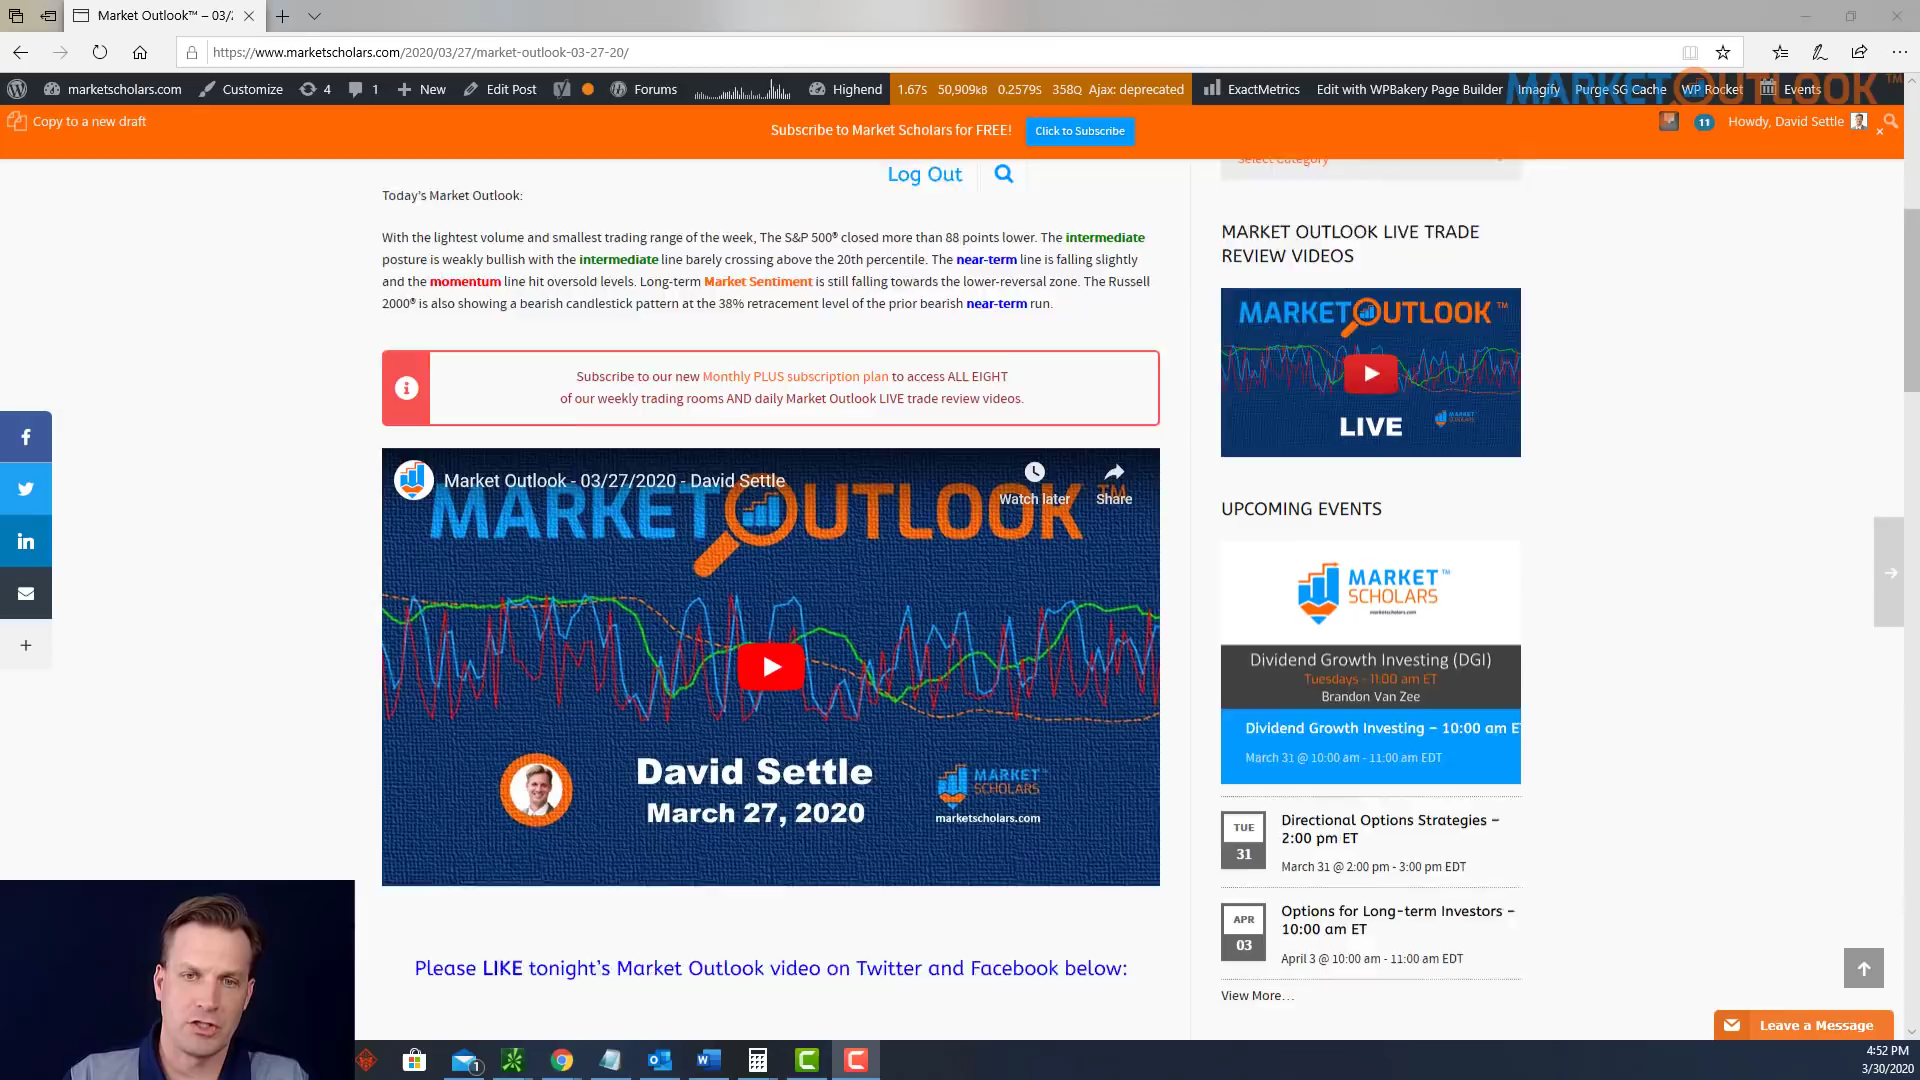 Market Outlook™ – 03/2
https://www.marketscholars.com/2020/03/27/market-outlook-03-27-20/
marketscholars.com Customize 4 1 New Edit Post Forums Highend 1.67s 50,909kB 0.2579s 358Q Ajax: deprecated ExactMetrics Edit with WPBakery Page Builder Imagify Purge SG Cache WP Rocket Events
MARKET OUTLOOK™
Copy to a new draft
Subscribe to Market Scholars for FREE! Click to Subscribe
11 Howdy, David Settle
Log Out
Select Category
Today's Market Outlook:
With the lightest volume and smallest trading range of the week, The S&P 500® closed more than 88 points lower. The intermediate
posture is weakly bullish with the intermediate line barely crossing above the 20th percentile. The near-term line is falling slightly
and the momentum line hit oversold levels. Long-term Market Sentiment is still falling towards the lower-reversal zone. The Russell
2000® is also showing a bearish candlestick pattern at the 38% retracement level of the prior bearish near-term run.
Subscribe to our new Monthly PLUS subscription plan to access ALL EIGHT
of our weekly trading rooms AND daily Market Outlook LIVE trade review videos.
Market Outlook - 03/27/2020 - David Settle
Watch later Share
MARKET OUTLOOK™
David Settle
March 27, 2020
MARKET™
SCHOLARS
marketscholars.com
Please LIKE tonight's Market Outlook video on Twitter and Facebook below:
MARKET OUTLOOK LIVE TRADE
REVIEW VIDEOS
MARKET OUTLOOK™
LIVE
MARKET
SCHOLARS
UPCOMING EVENTS
MARKET™
SCHOLARS
marketscholars.com
Dividend Growth Investing (DGI)
Tuesdays - 11:00 am ET
Brandon Van Zee
Dividend Growth Investing – 10:00 am E
March 31 @ 10:00 am - 11:00 am EDT
TUE
31
Directional Options Strategies –
2:00 pm ET
March 31 @ 2:00 pm - 3:00 pm EDT
APR
03
Options for Long-term Investors –
10:00 am ET
April 3 @ 10:00 am - 11:00 am EDT
View More…
Leave a Message
1
4:52 PM
3/30/2020